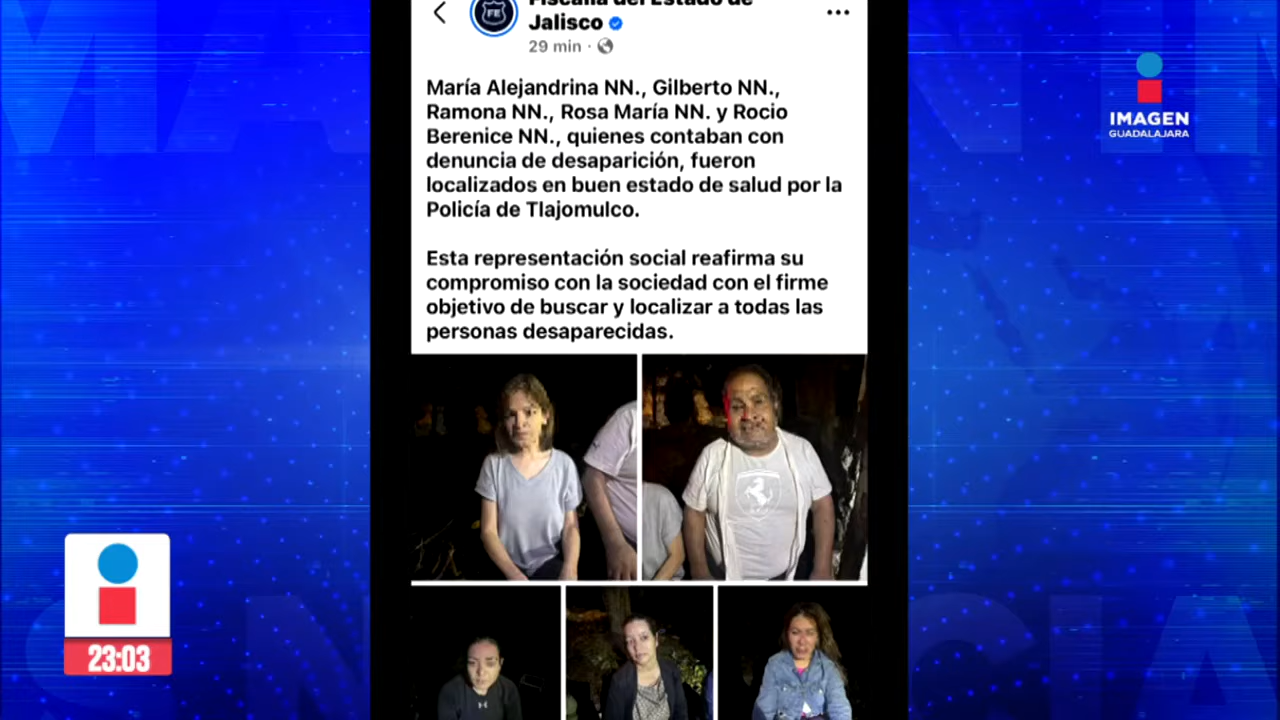 Fiscalía del Estado de
Jalisco
29 min ·
María Alejandrina NN., Gilberto NN.,
Ramona NN., Rosa María NN. y Rocio
Berenice NN., quienes contaban con
denuncia de desaparición, fueron
localizados en buen estado de salud por la
Policía de Tlajomulco.
Esta representación social reafirma su
compromiso con la sociedad con el firme
objetivo de buscar y localizar a todas las
personas desaparecidas.
IMAGEN
GUADALAJARA
23:03